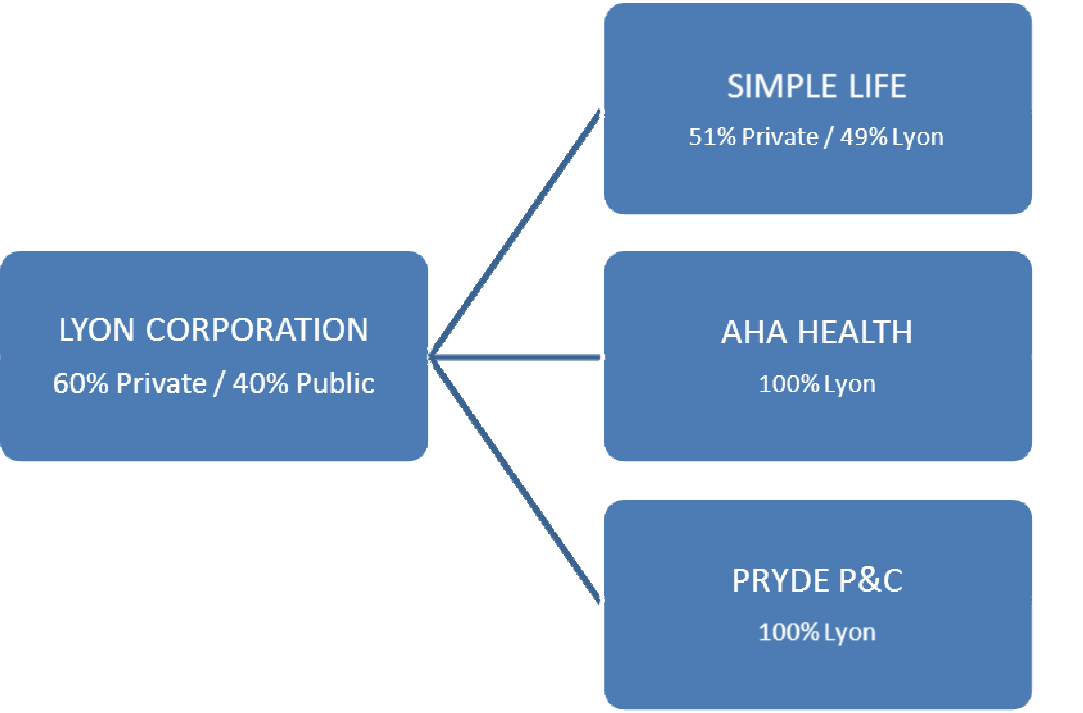 SIMPLE LIFE
51% Private / 49% Lyon
LYON CORPORATION
60% Private / 40% Public
AHA HEALTH
100% Lyon
PRYDE P&C
100% Lyon